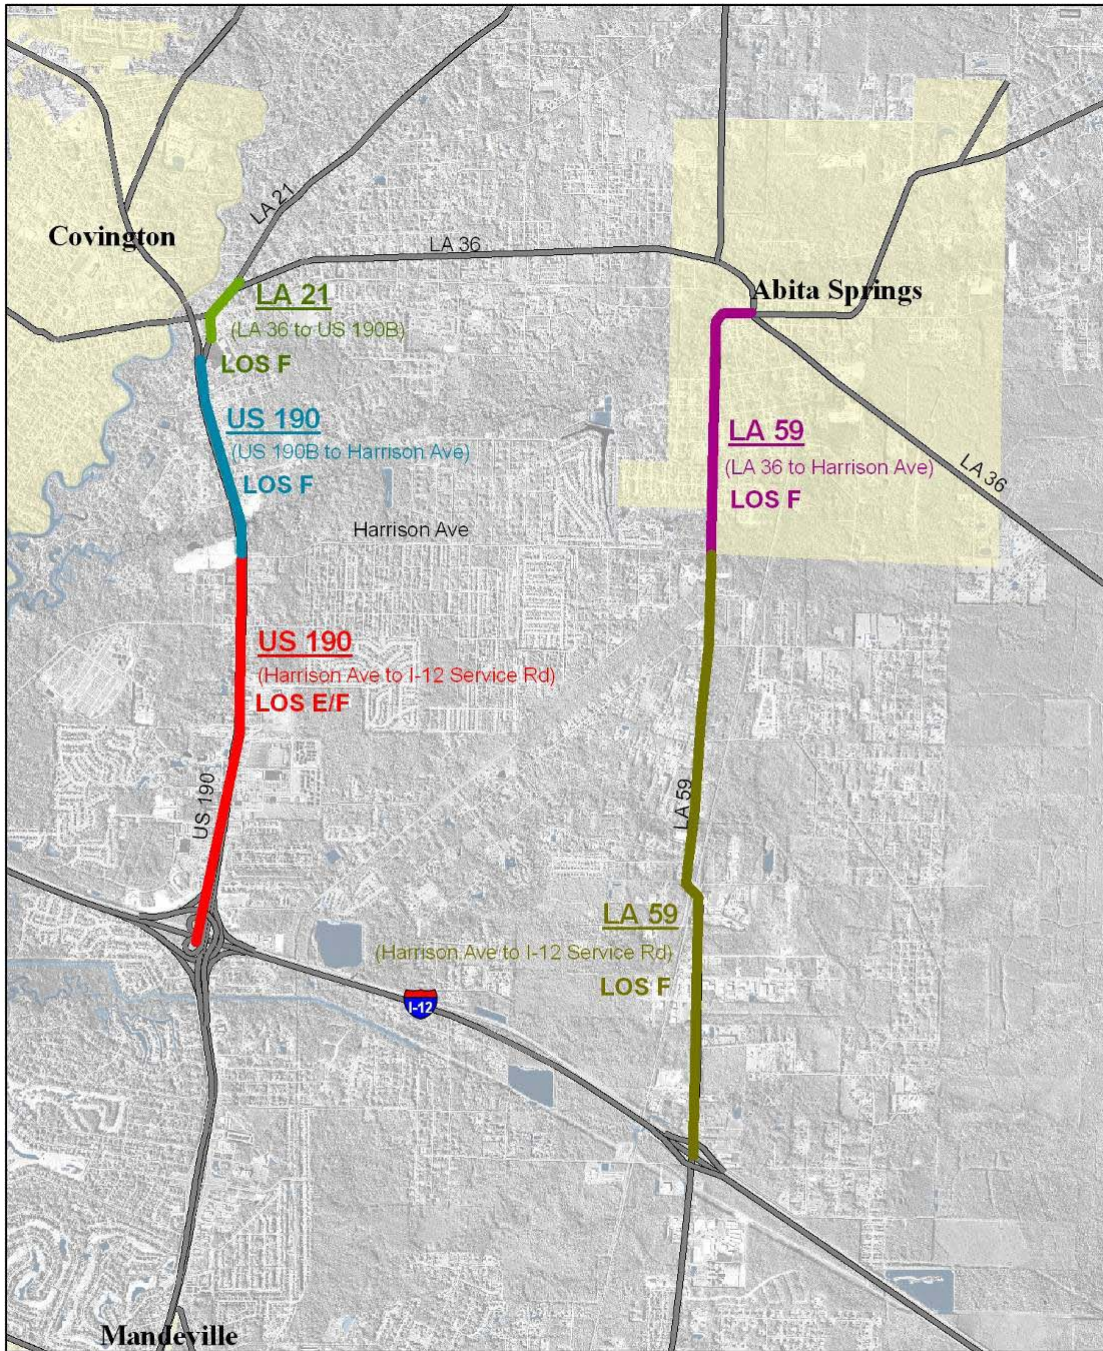 LA 21
Covington
LA 36
LA 21
(LA 36 to US 190B)
LOS F
Abita Springs
US 190
(US 190B to Harrison Ave)
LOS F
LA 59
(LA 36 to Harrison Ave)
LOS F
LA 36
Harrison Ave
US 190
(Harrison Ave to I-12 Service Rd)
LOS E/F
US 190
LA 59
LA 59
(Harrison Ave to I-12 Service Rd)
LOS F
I-12
Mandeville